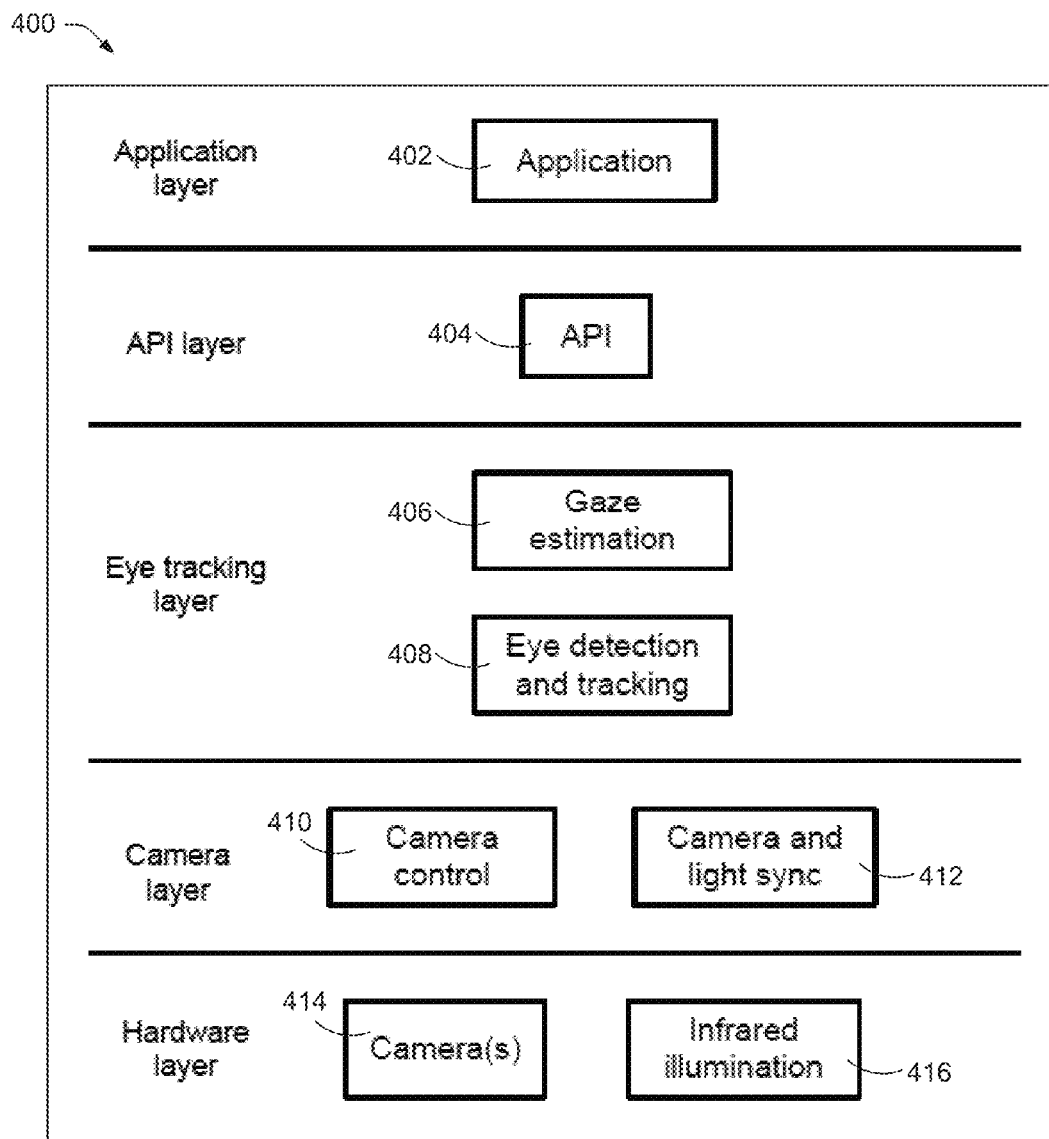 400
Application
layer
402
Application
API layer
404
API
Eye tracking
layer
406
Gaze
estimation
408
Eye detection
and tracking
Camera
layer
410
Camera
control
Camera and
light sync
412
Hardware
layer
414
Camera(s)
Infrared
illumination
416